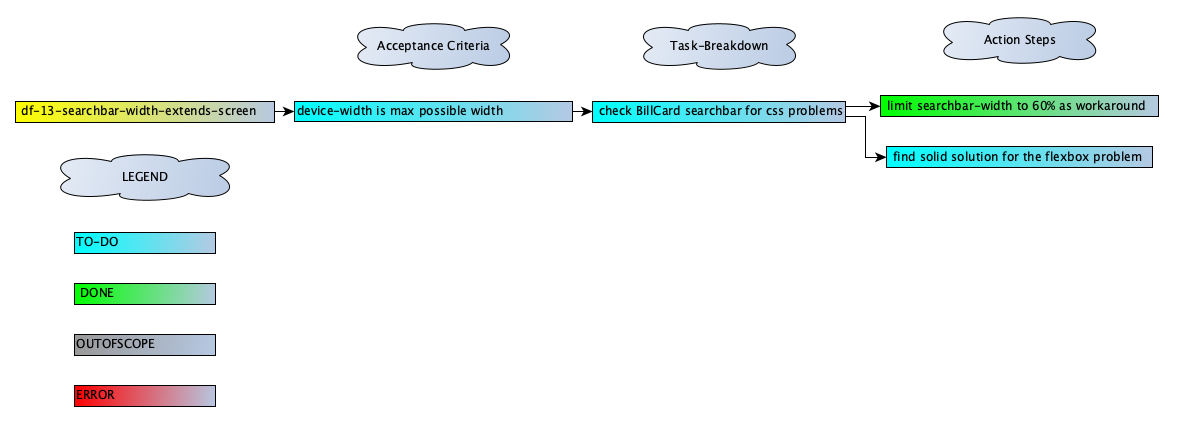 Acceptance Criteria
Task-Breakdown
Action Steps
df-13-searchbar-width-extends-screen
device-width is max possible width
check BillCard searchbar for css problems
limit searchbar-width to 60% as workaround
find solid solution for the flexbox problem
LEGEND
TO-DO
DONE
OUTOFSCOPE
ERROR